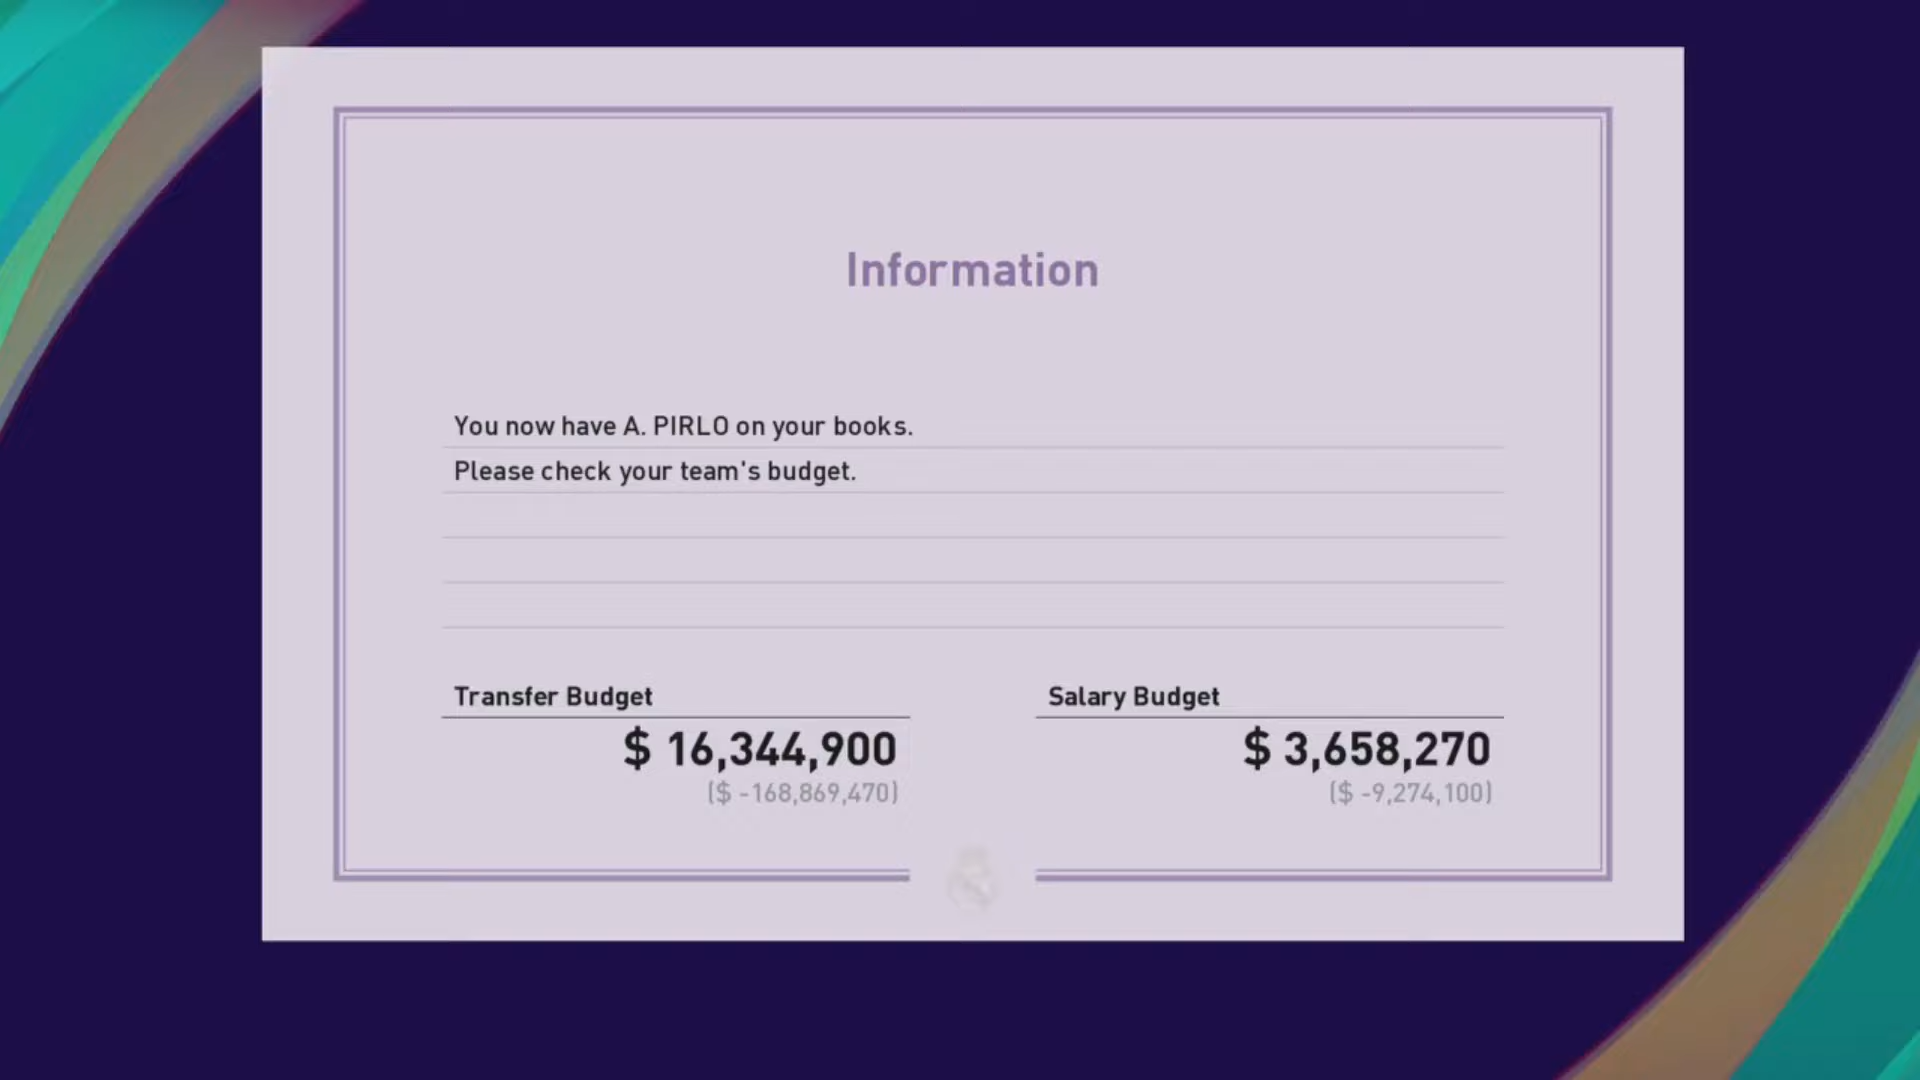 Information
You now have A. PIRLO on your books.
Please check your team's budget.
Transfer Budget
$ 16,344,900
($ -168,869,470)
Salary Budget
$ 3,658,270
($ -9,274,100)